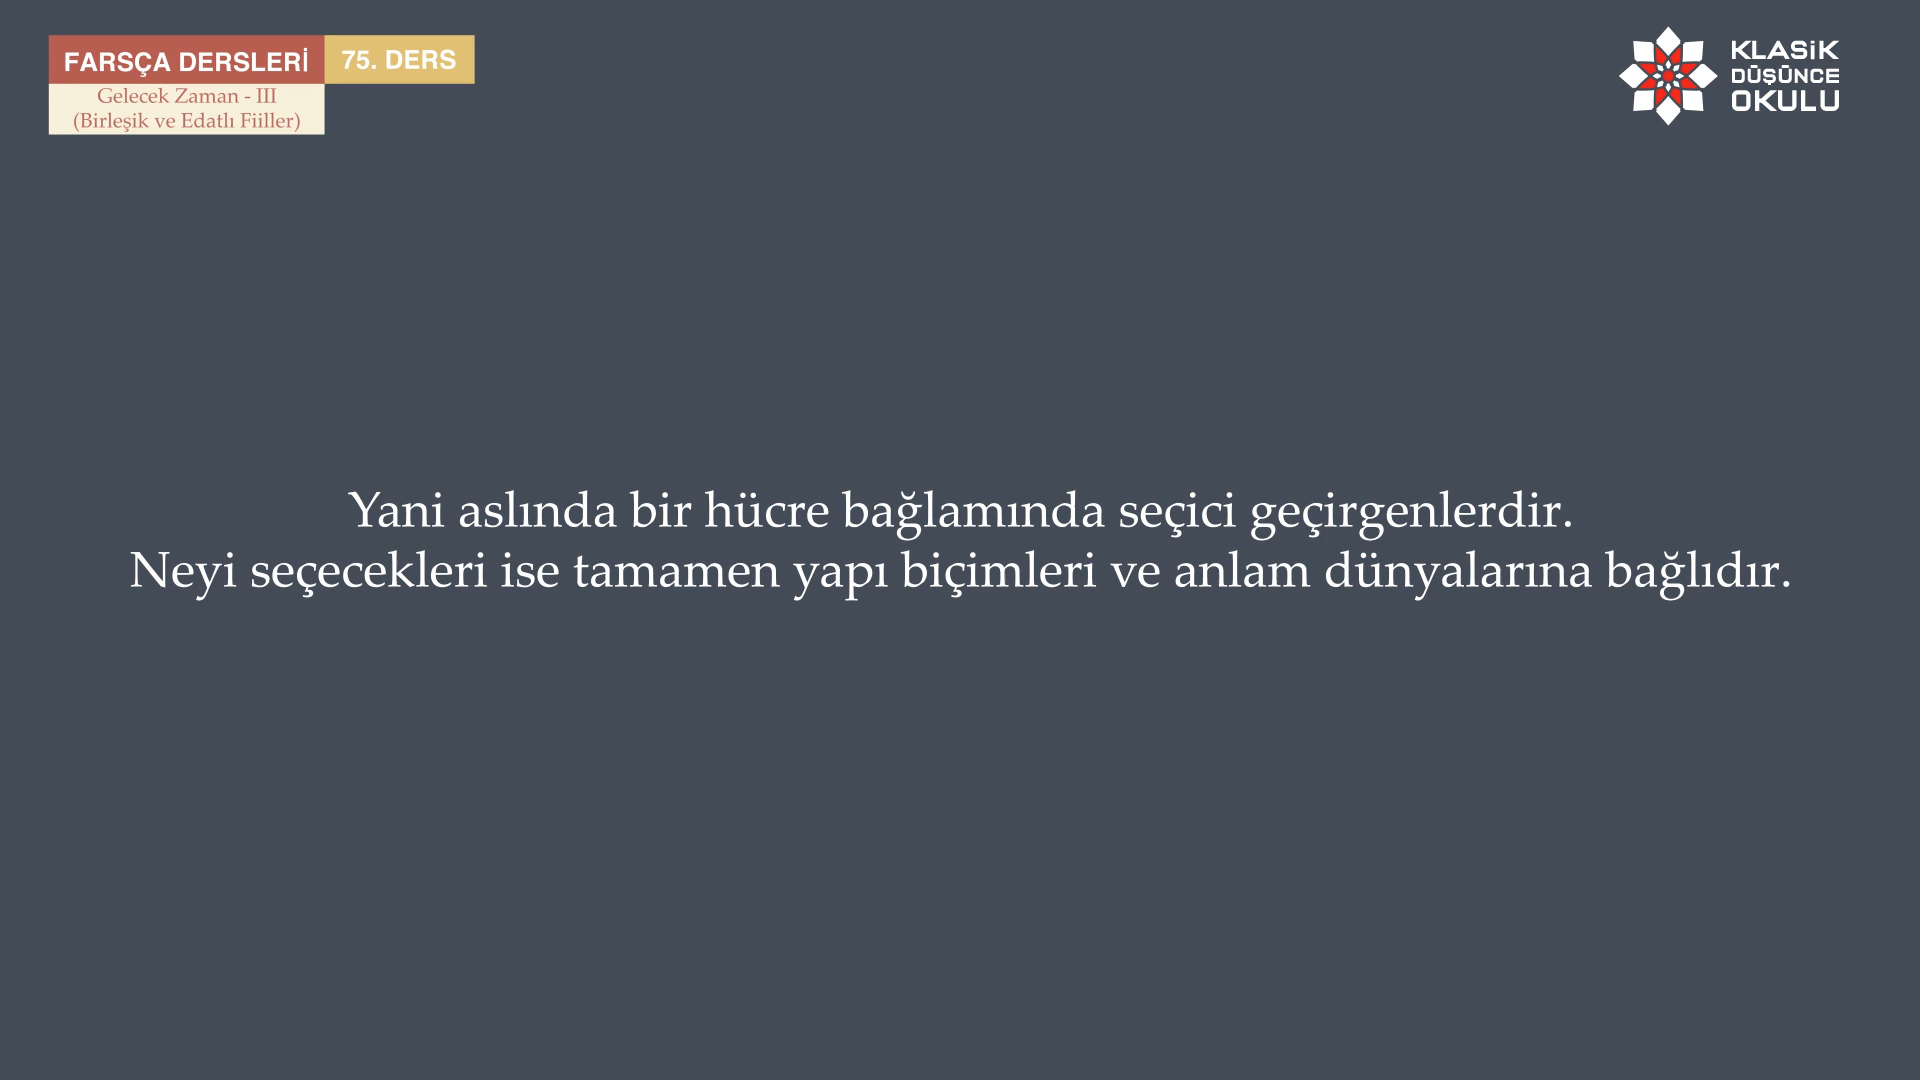 FARSÇA DERSLERİ 75. DERS
Gelecek Zaman - III
(Birleşik ve Edatlı Fiiller)
KLASiK
DÜŞÜNCE
OKULU
Yani aslında bir hücre bağlamında seçici geçirgenlerdir.
Neyi seçecekleri ise tamamen yapı biçimleri ve anlam dünyalarına bağlıdır.